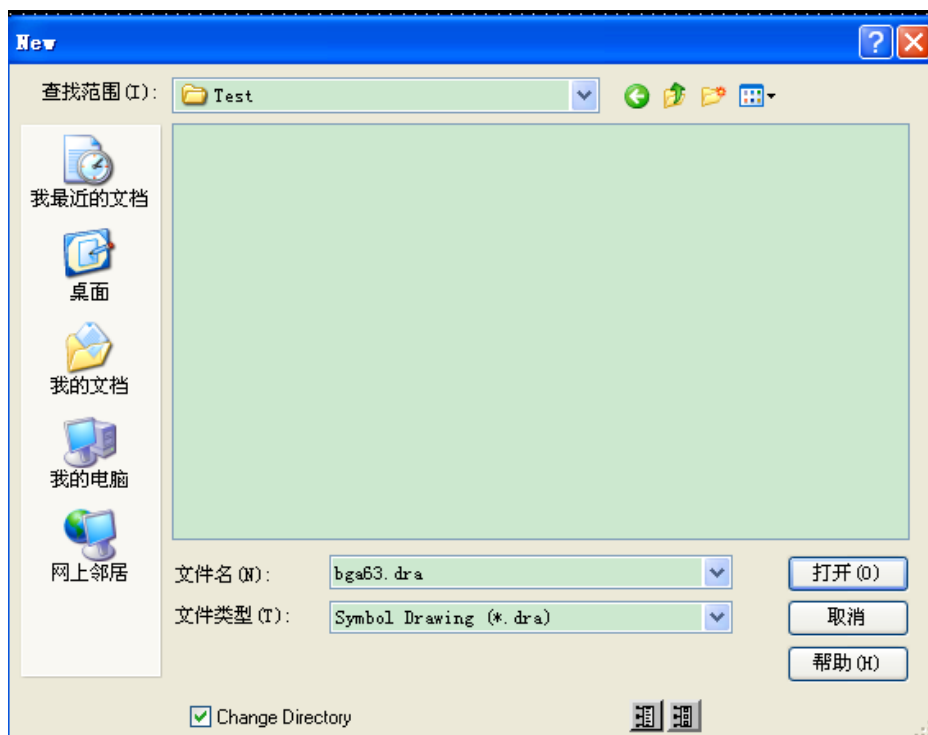 New
查找范围(I):
Test
我最近的文档
桌面
我的文档
我的电脑
网上邻居
文件名(N):
bga63.dra
打开(O)
文件类型(T):
Symbol Drawing (*.dra)
取消
帮助(H)
Change Directory